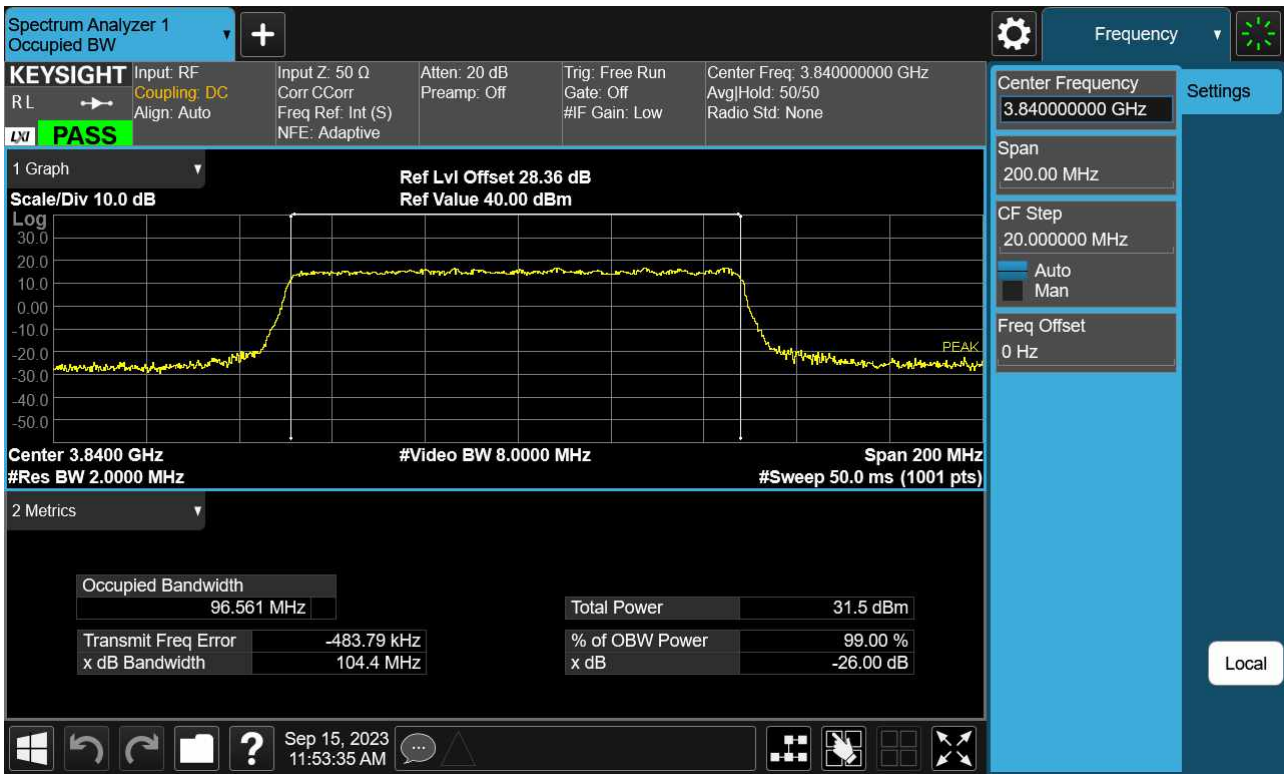 Spectrum Analyzer 1
Occupied BW
+
Frequency
KEYSIGHT
R L
LXI
PASS
Input: RF
Coupling: DC
Align: Auto
Input Z: 50 Ω
Corr CCorr
Freq Ref: Int (S)
NFE: Adaptive
Atten: 20 dB
Preamp: Off
Trig: Free Run
Gate: Off
#IF Gain: Low
Center Freq: 3.840000000 GHz
Avg|Hold: 50/50
Radio Std: None
Center Frequency
3.840000000 GHz
Settings
Span
200.00 MHz
CF Step
20.000000 MHz
Auto
Man
Freq Offset
0 Hz
Local
1 Graph
Scale/Div 10.0 dB
Ref Lvl Offset 28.36 dB
Ref Value 40.00 dBm
Log
30.0
20.0
10.0
0.00
-10.0
-20.0
-30.0
-40.0
-50.0
PEAK
Center 3.8400 GHz
#Video BW 8.0000 MHz
Span 200 MHz
#Res BW 2.0000 MHz
#Sweep 50.0 ms (1001 pts)
2 Metrics
Occupied Bandwidth
96.561 MHz
Total Power 31.5 dBm
Transmit Freq Error -483.79 kHz
% of OBW Power 99.00 %
x dB Bandwidth 104.4 MHz
x dB -26.00 dB
?
Sep 15, 2023
11:53:35 AM